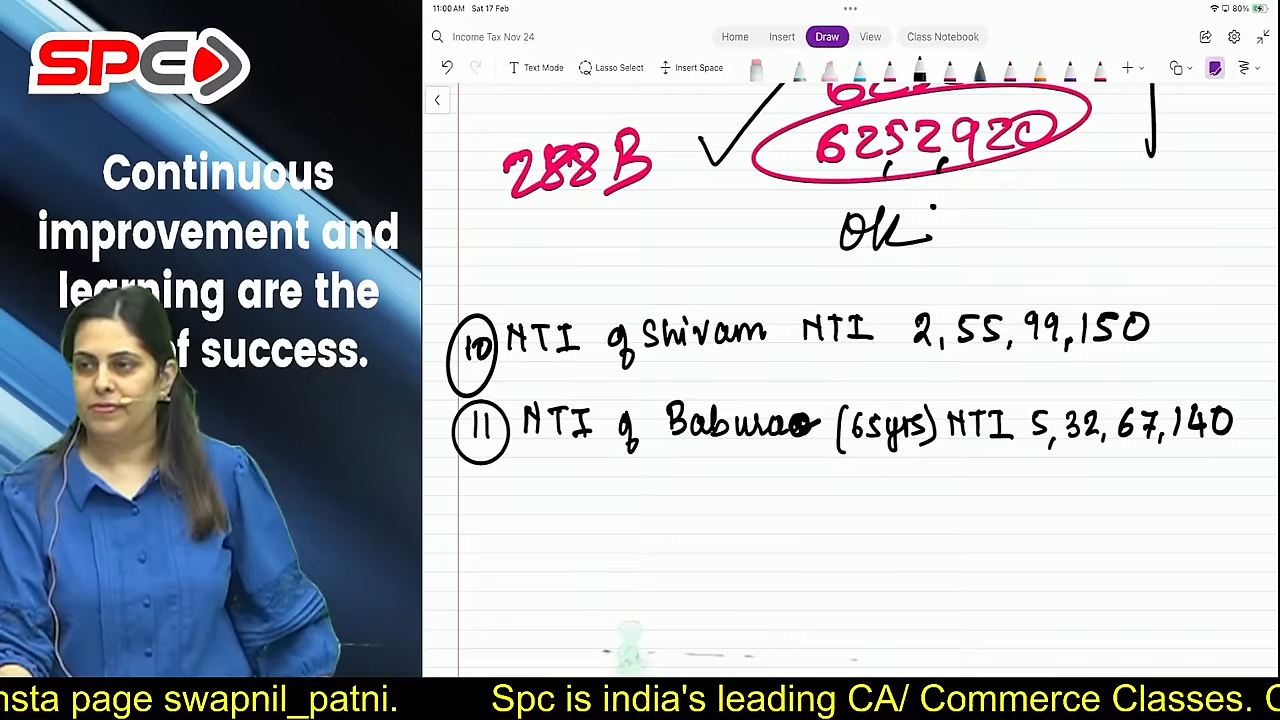 11:00 AM Sat 17 Feb
80%
Income Tax Nov 24
Home Insert Draw View Class Notebook
Text Mode Lasso Select Insert Space
SPC
Continuous
improvement and
learning are the
of success.
6252920
288 B
OK
10 NTI of Shivam NTI 2,55,99,150
11 NTI of Baburao (65yrs) NTI 5,32,67,140
nsta page swapnil_patni. Spc is india's leading CA/ Commerce Classes.